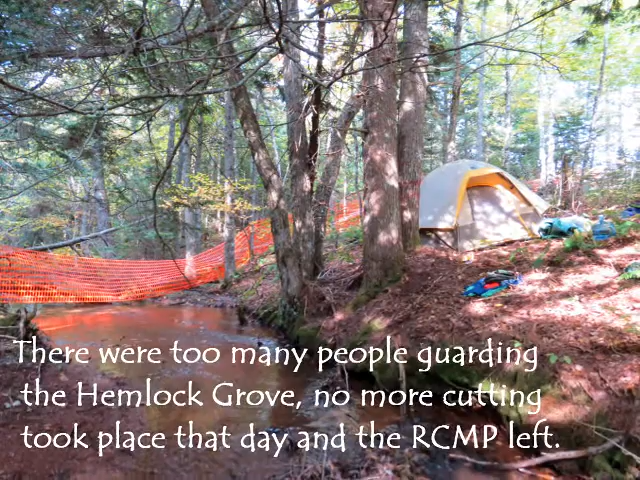 There were too many people guarding
the Hemlock Grove, no more cutting
took place that day and the RCMP left.